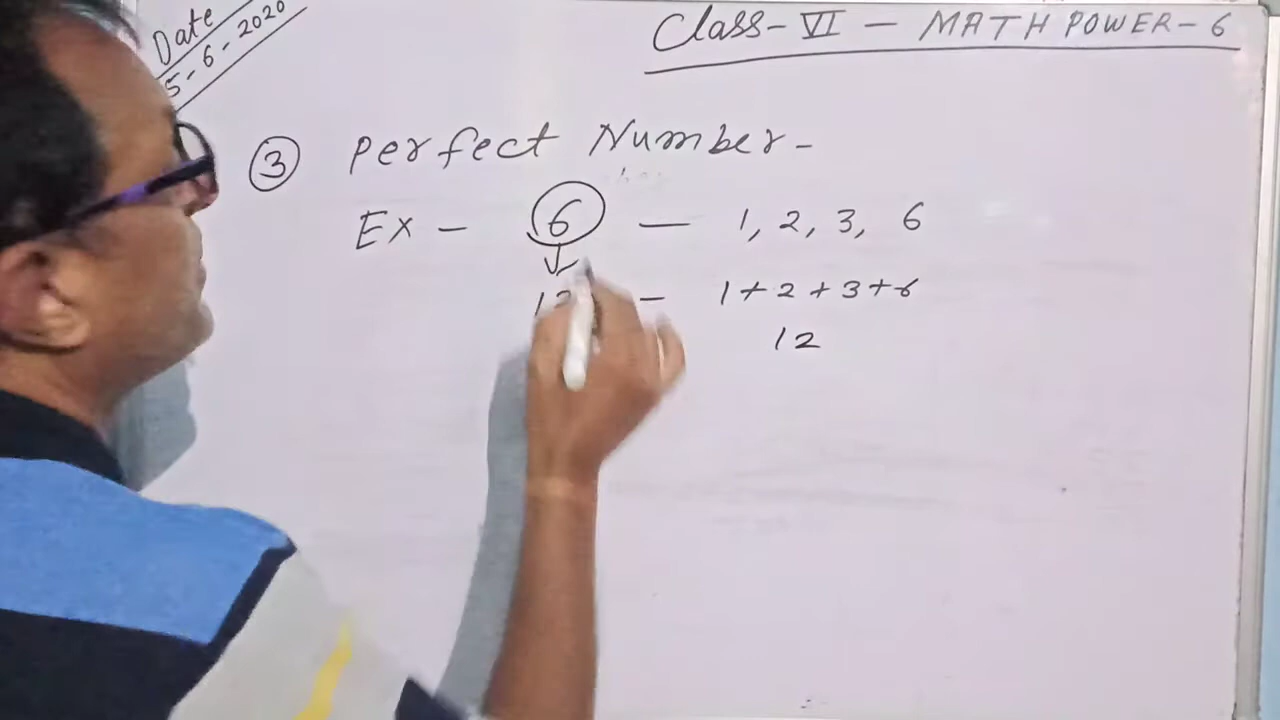 Date
5-6-2020
Class-VI — MATH POWER-6
③ Perfect Number-
Ex - 6 — 1, 2, 3, 6
12 — 1+2+3+6
12